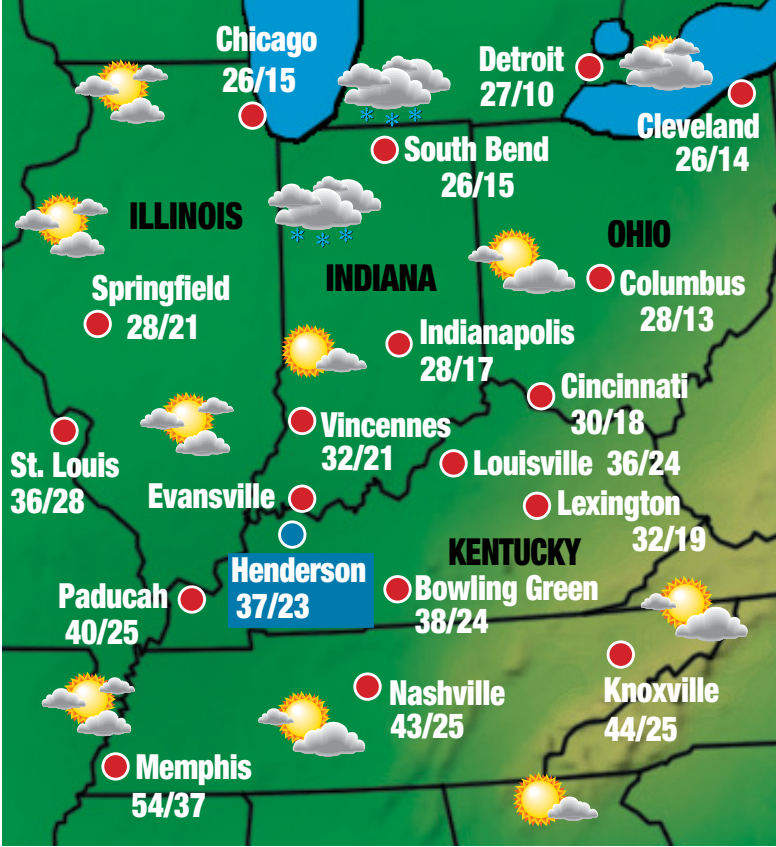 Chicago
26/15
Detroit
27/10
Cleveland
26/14
South Bend
26/15
ILLINOIS
OHIO
INDIANA
Springfield
28/21
Columbus
28/13
Indianapolis
28/17
Cincinnati
30/18
Vincennes
32/21
St. Louis
36/28
Louisville 36/24
Evansville
Lexington
32/19
KENTUCKY
Henderson
37/23
Paducah
40/25
Bowling Green
38/24
Nashville
43/25
Knoxville
44/25
Memphis
54/37